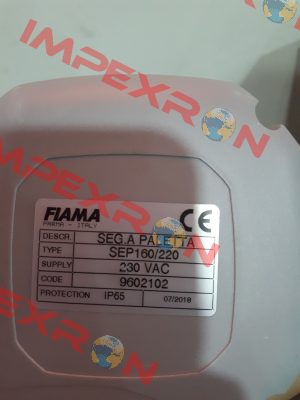 IMPEXRON
IMPEXRON
IMPEXRON
FIAMA
PARMA - ITALY
CE
DESCR. SEG.A PALETTA
TYPE SEP160/220
SUPPLY 230 VAC
CODE 9602102
PROTECTION IP65 07/2018